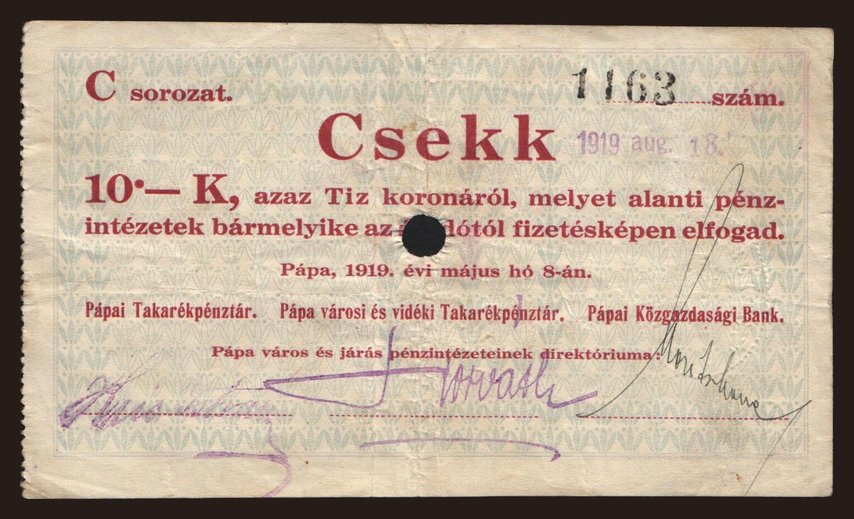 C sorozat. 1163 szám.
Csekk
1919 aug. 18.
10·— K, azaz Tiz koronáról, melyet alanti pénz-
intézetek bármelyike az fizetésképen elfogad.
Pápa, 1919. évi május hó 8-án.
Pápai Takarékpénztár. Pápa városi és vidéki Takarékpénztár. Pápai Közgazdasági Bank.
Pápa város és járás pénzintézeteinek direktóriuma:
Horváth